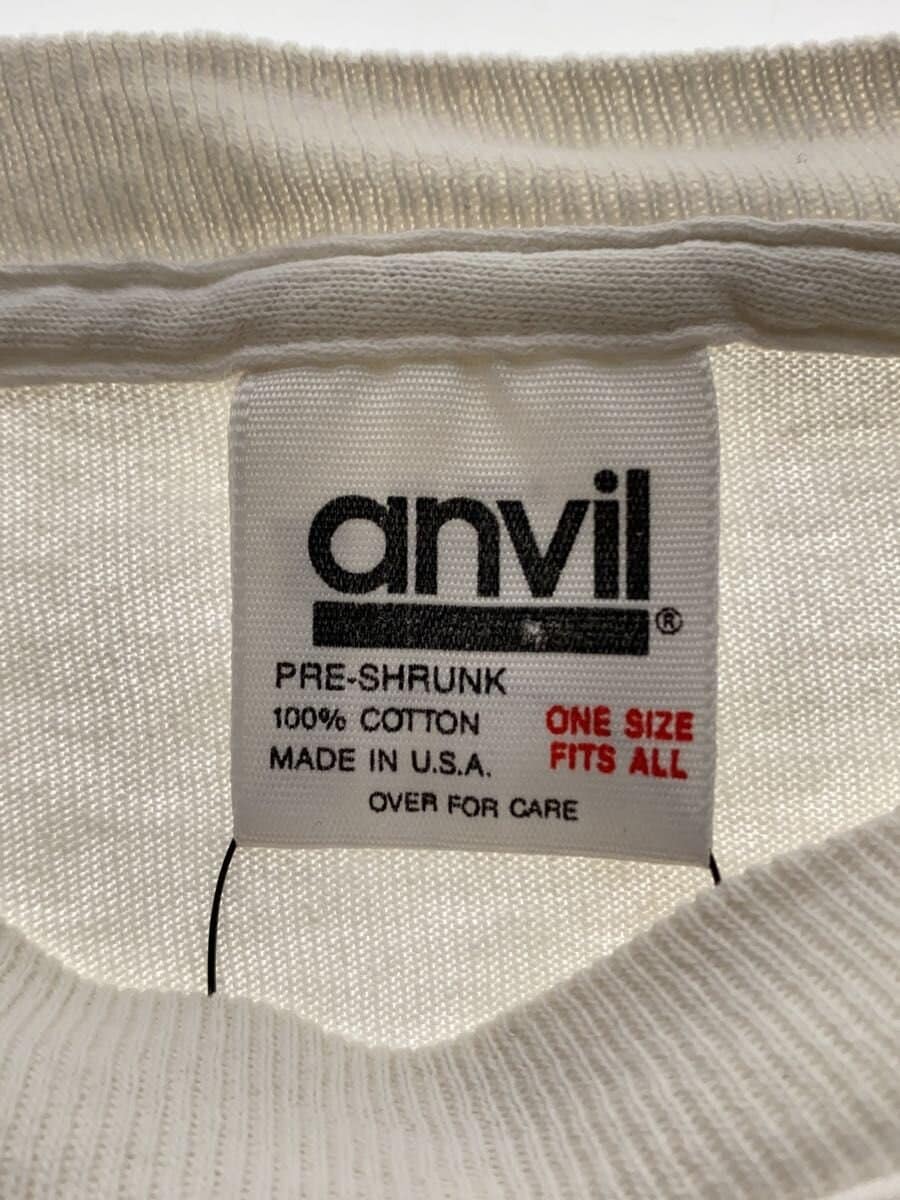 anvil
®
PRE-SHRUNK
100% COTTON
MADE IN U.S.A.
ONE SIZE
FITS ALL
OVER FOR CARE